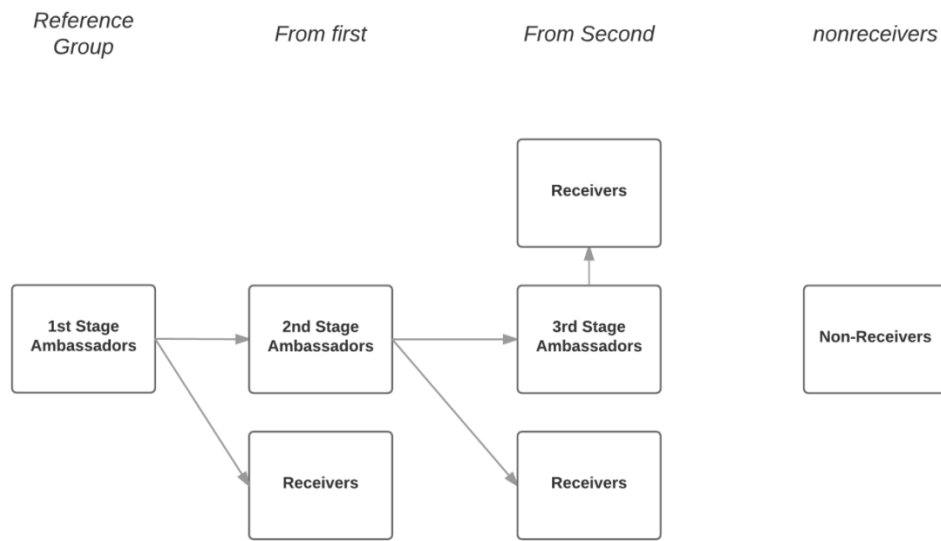 Reference
Group
From first
From Second
nonreceivers
Receivers
1st Stage
Ambassadors
2nd Stage
Ambassadors
3rd Stage
Ambassadors
Non-Receivers
Receivers
Receivers